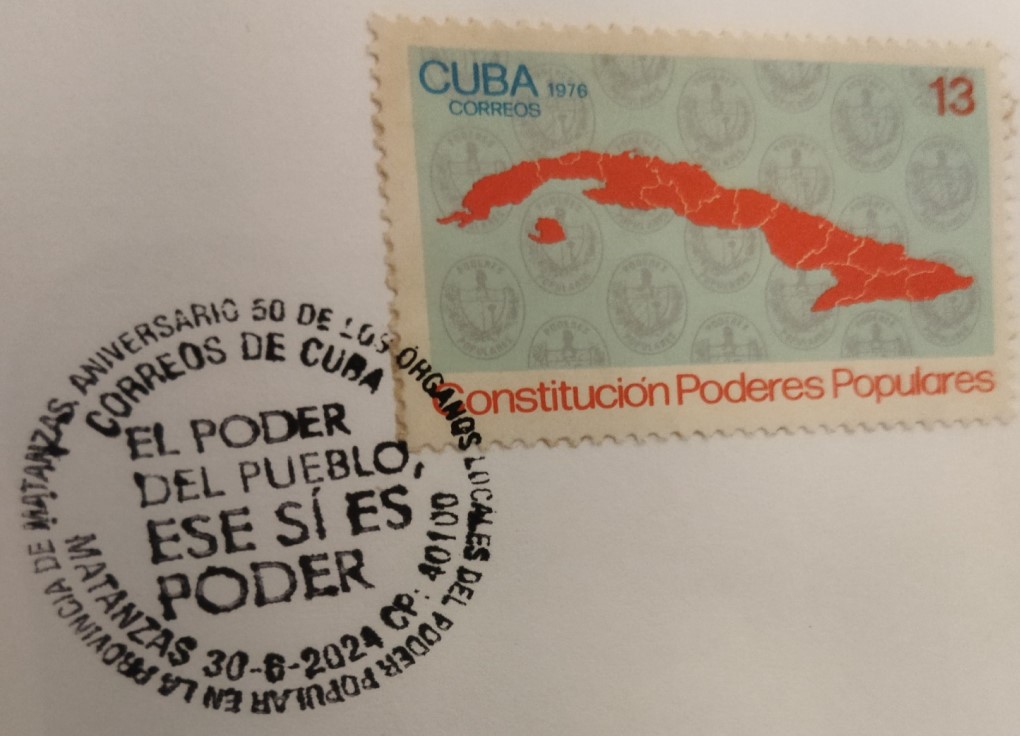 CUBA 1976
CORREOS
13
PODERES
POPULARES
Constitución Poderes Populares
ANIVERSARIO 50 DE LOS ÓRGANOS LOCALES DEL PODER POPULAR EN LA PROVINCIA DE MATANZAS.
CORREOS DE CUBA
EL PODER
DEL PUEBLO,
ESE SÍ ES
PODER
MATANZAS 30-6-2024 CP: 40100